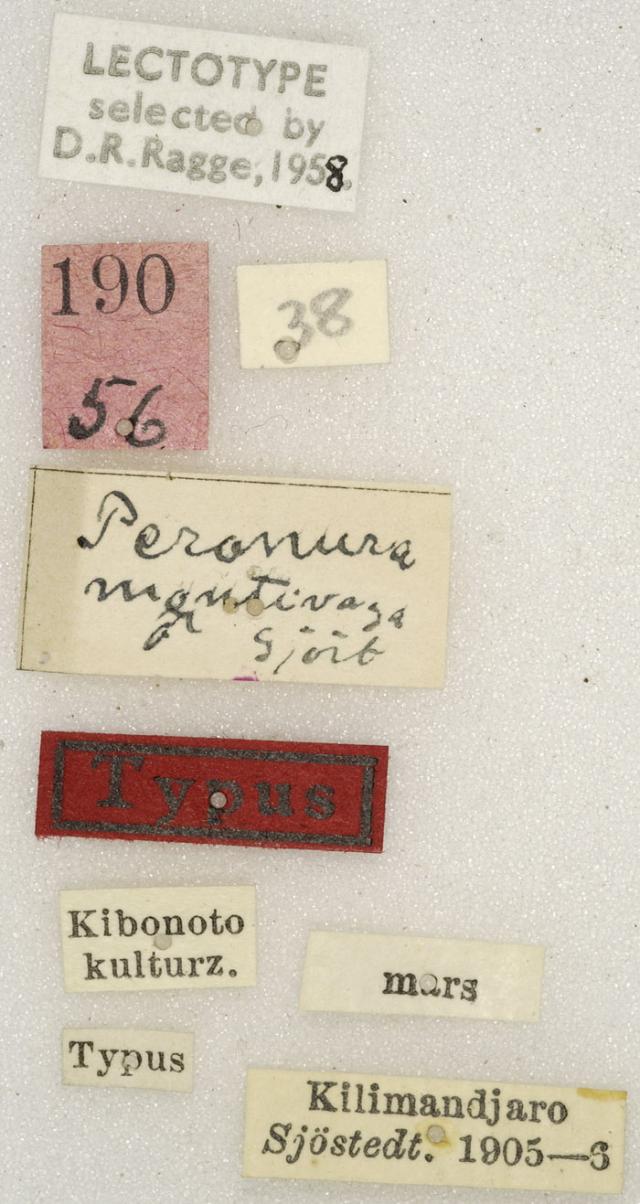 LECTOTYPE
selected by
D.R.Ragge, 1958.
190
56
38
Peronura
montivaga
Sjöst
Typus
Kibonoto
kulturz.
mars
Typus
Kilimandjaro
Sjöstedt. 1905—6